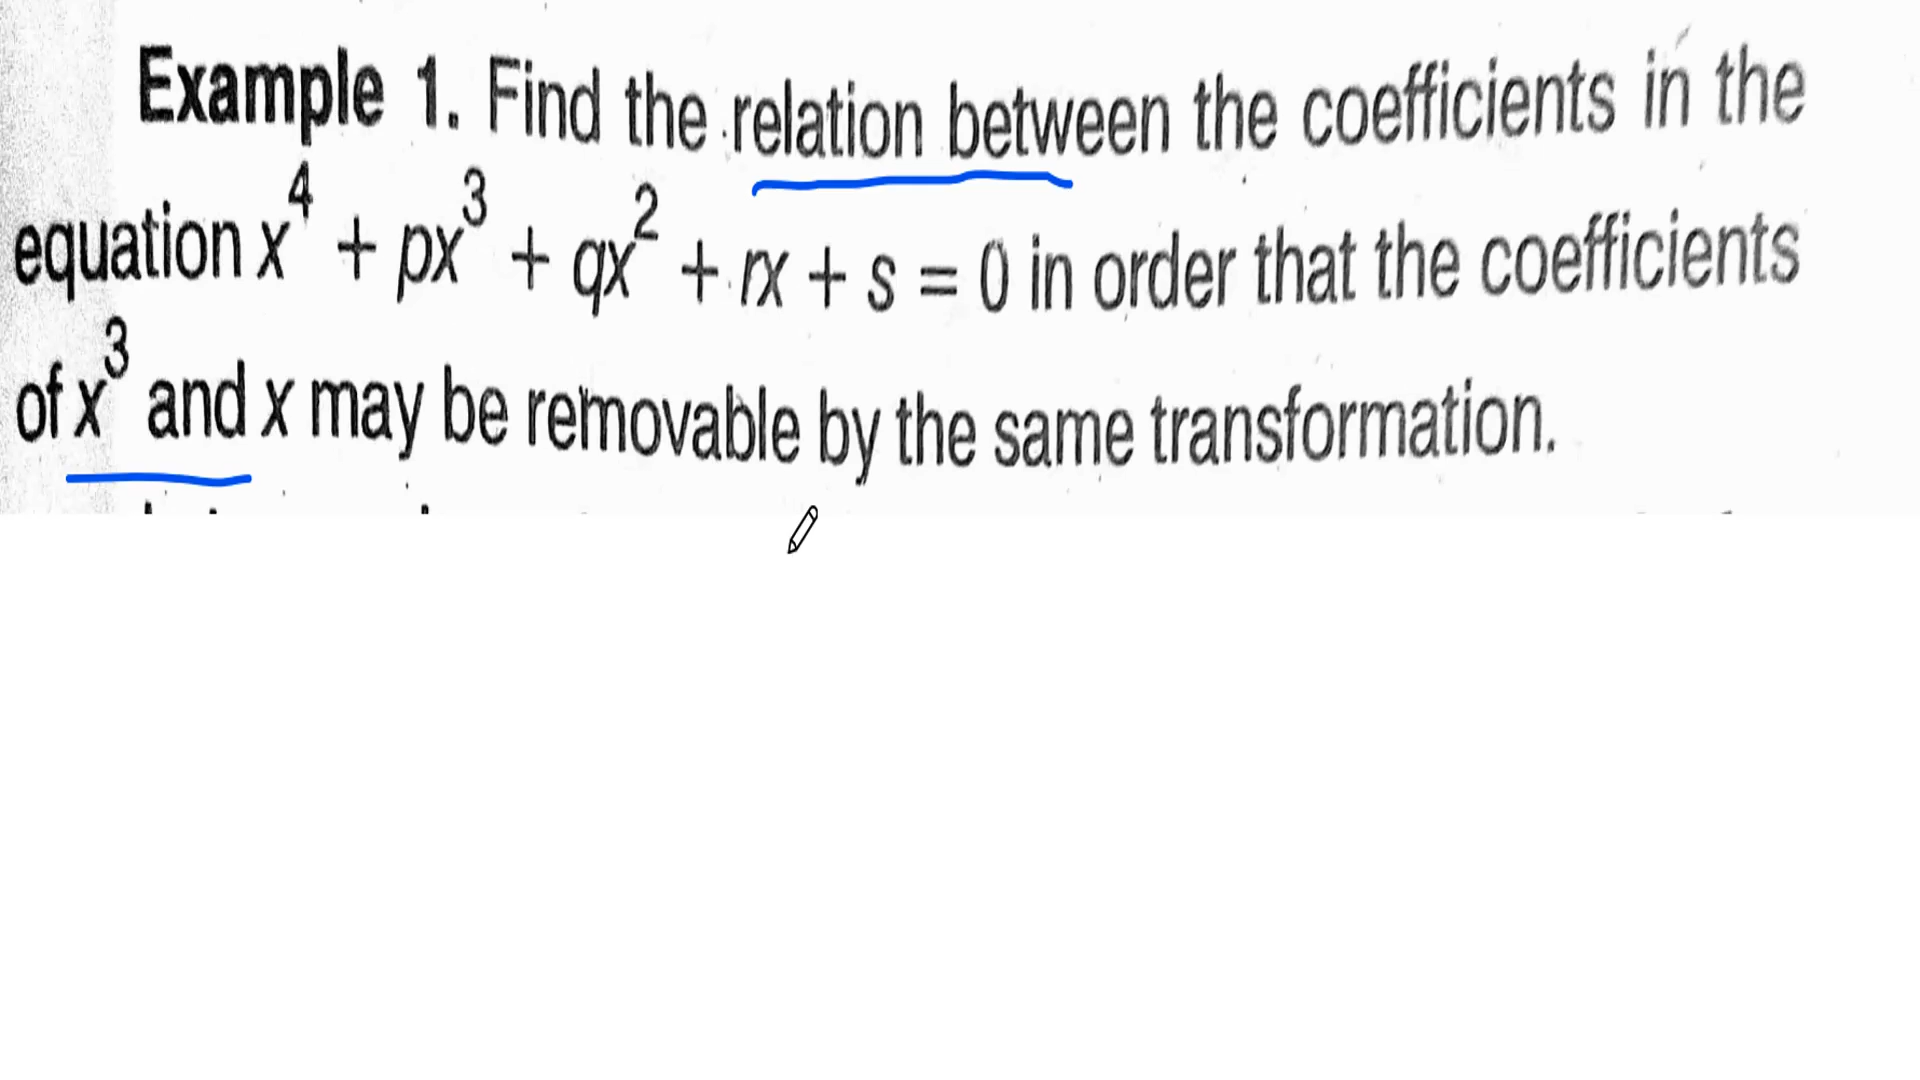 Example 1. Find the relation between the coefficients in the
equation x⁴ + px³ + qx² + rx + s = 0 in order that the coefficients
of x³ and x may be removable by the same transformation.